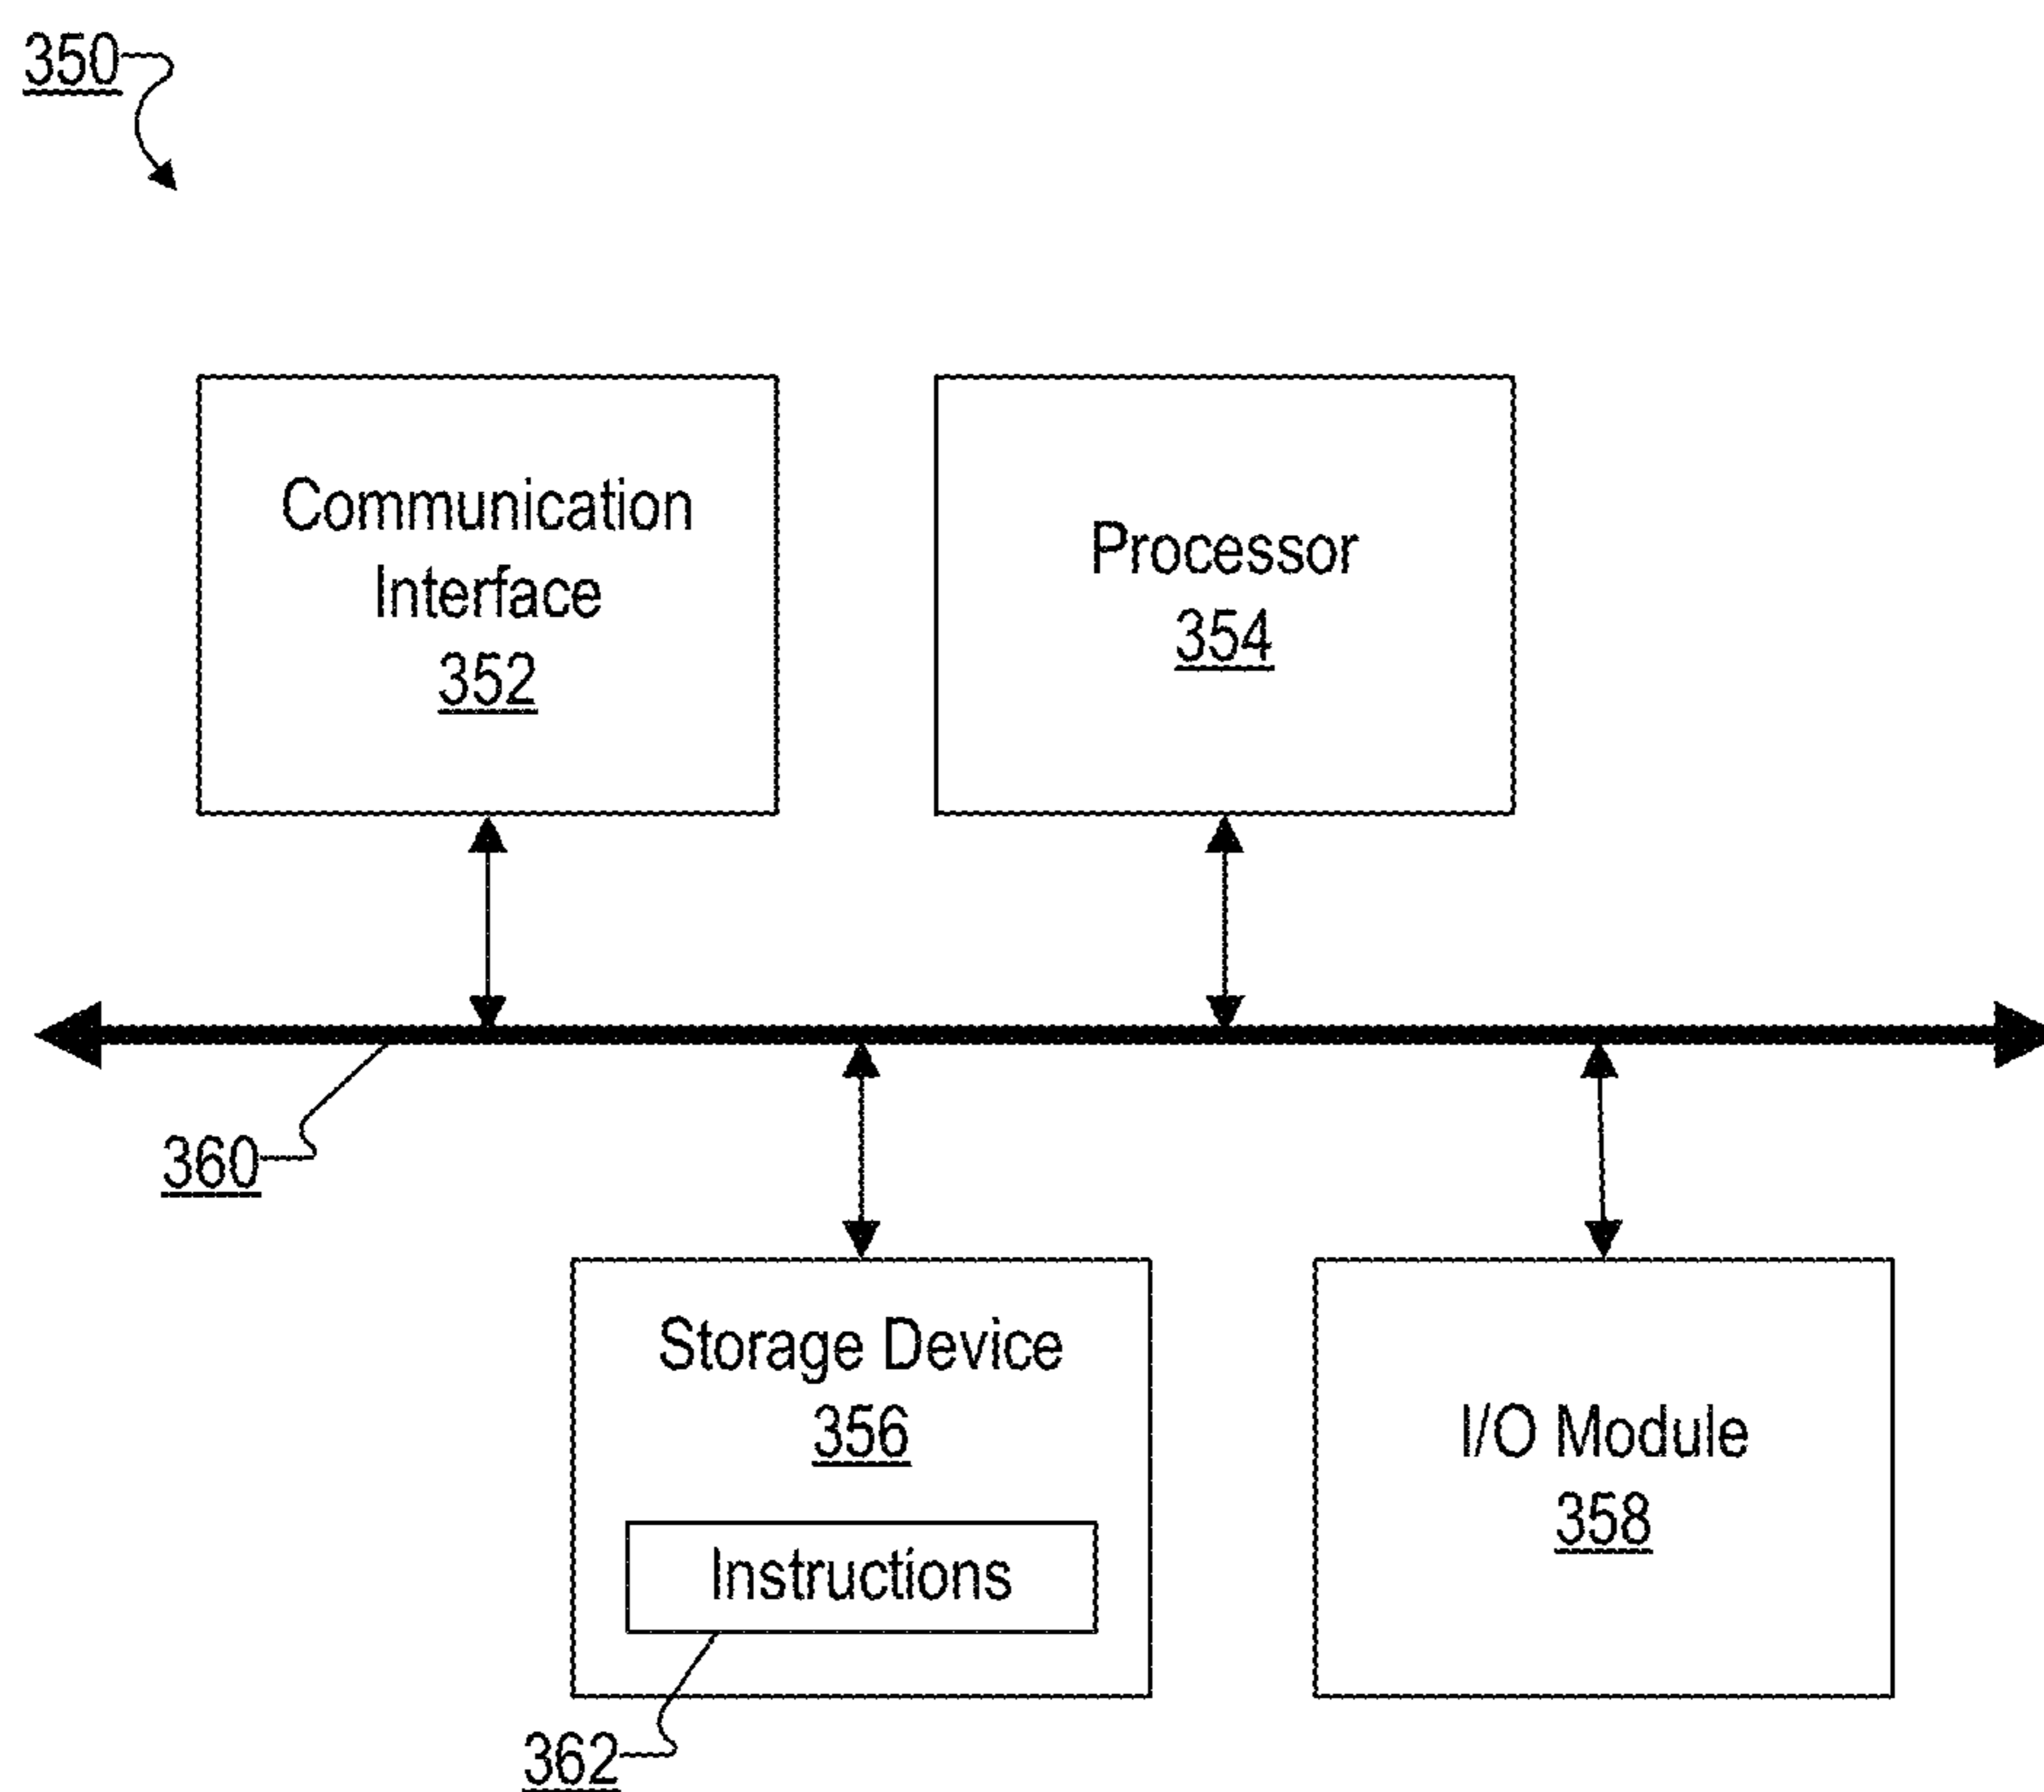 350
Communication
Interface
352
Processor
354
360
Storage Device
356
Instructions
362
I/O Module
358